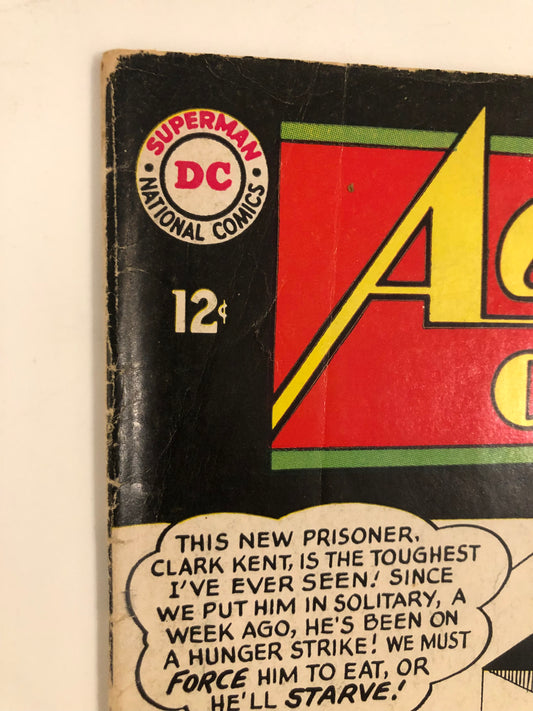 SUPERMAN
DC
NATIONAL COMICS
12¢
THIS NEW PRISONER,
CLARK KENT, IS THE TOUGHEST
I'VE EVER SEEN! SINCE
WE PUT HIM IN SOLITARY, A
WEEK AGO, HE'S BEEN ON
A HUNGER STRIKE! WE MUST
FORCE HIM TO EAT, OR
HE'LL STARVE!